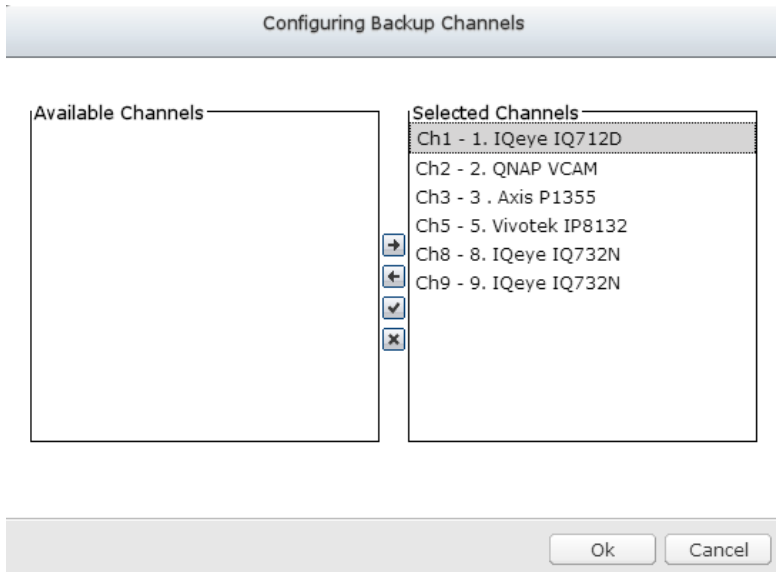 Configuring Backup Channels
Available Channels
Selected Channels
Ch1 - 1. IQeye IQ712D
Ch2 - 2. QNAP VCAM
Ch3 - 3 . Axis P1355
Ch5 - 5. Vivotek IP8132
Ch8 - 8. IQeye IQ732N
Ch9 - 9. IQeye IQ732N
Ok
Cancel